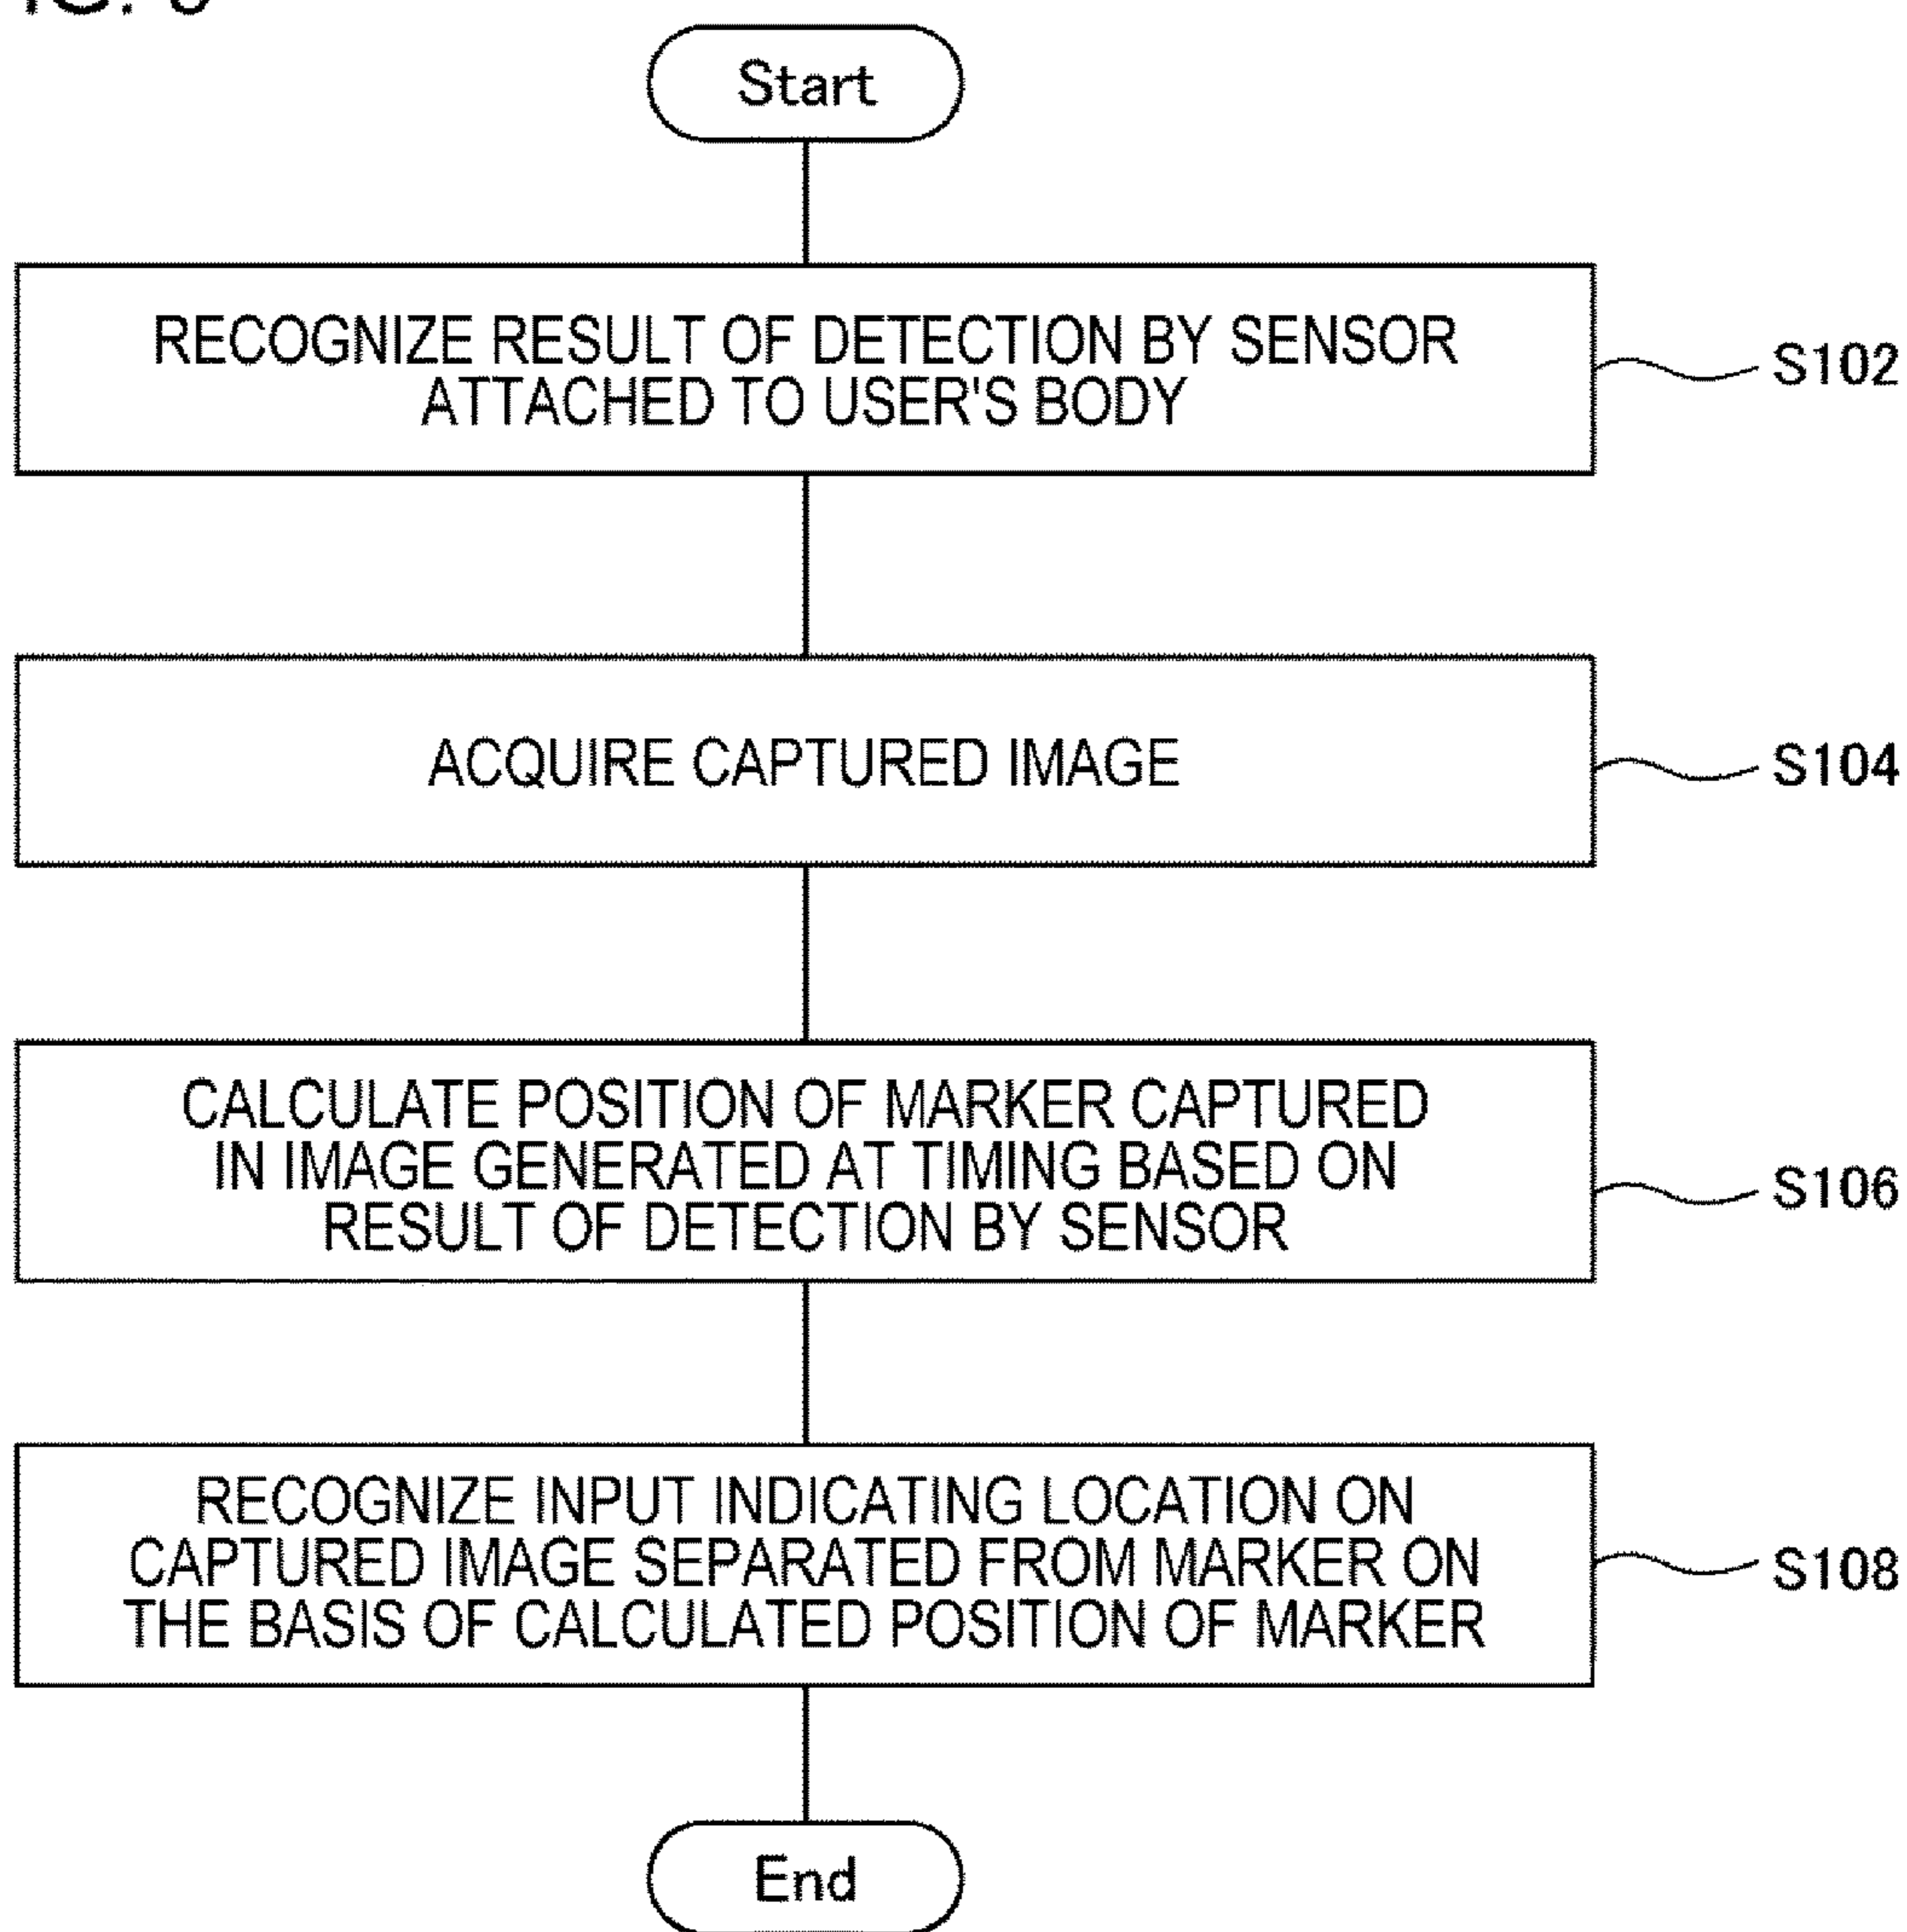 Start
RECOGNIZE RESULT OF DETECTION BY SENSOR
ATTACHED TO USER'S BODY
S102
ACQUIRE CAPTURED IMAGE
S104
CALCULATE POSITION OF MARKER CAPTURED
IN IMAGE GENERATED AT TIMING BASED ON
RESULT OF DETECTION BY SENSOR
S106
RECOGNIZE INPUT INDICATING LOCATION ON
CAPTURED IMAGE SEPARATED FROM MARKER ON
THE BASIS OF CALCULATED POSITION OF MARKER
S108
End